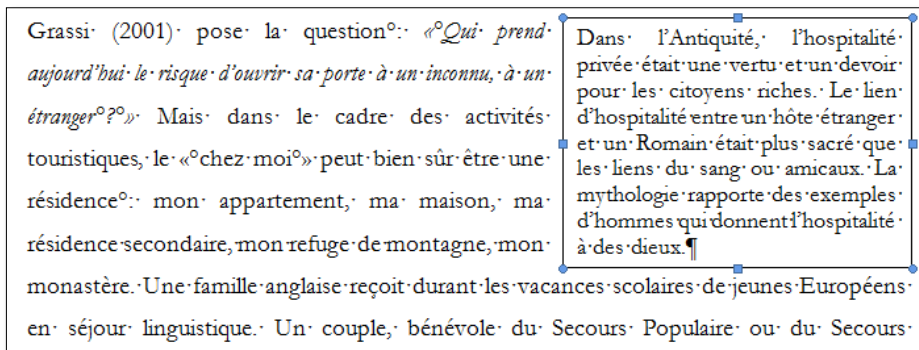 Grassi (2001) pose la question : « Qui prend
aujourd'hui le risque d'ouvrir sa porte à un inconnu, à un
étranger ? » Mais dans le cadre des activités
touristiques, le « chez moi » peut bien sûr être une
résidence : mon appartement, ma maison, ma
résidence secondaire, mon refuge de montagne, mon
monastère. Une famille anglaise reçoit durant les vacances scolaires de jeunes Européens
en séjour linguistique. Un couple, bénévole du Secours Populaire ou du Secours
Dans l'Antiquité, l'hospitalité
privée était une vertu et un devoir
pour les citoyens riches. Le lien
d'hospitalité entre un hôte étranger
et un Romain était plus sacré que
les liens du sang ou amicaux. La
mythologie rapporte des exemples
d'hommes qui donnent l'hospitalité
à des dieux.¶